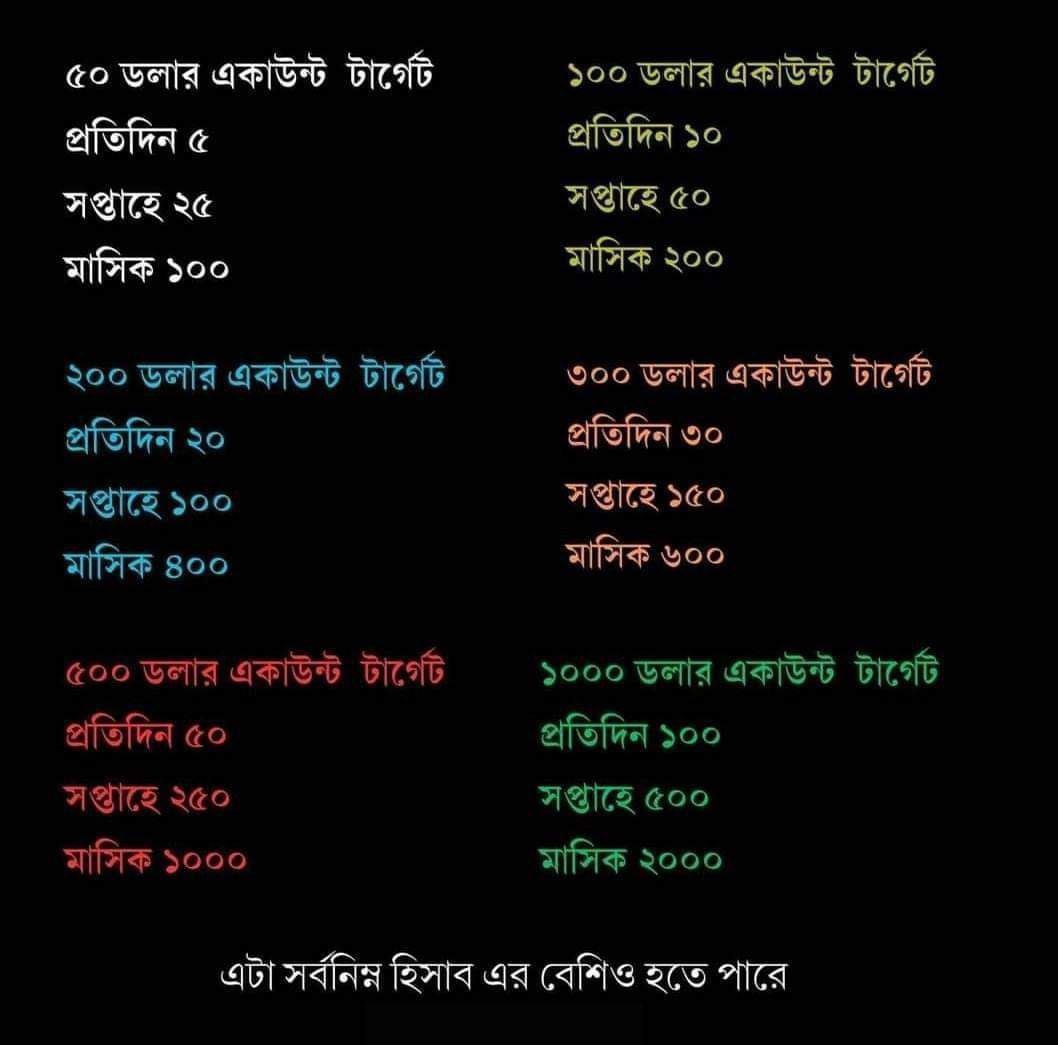 ৫০ ডলার একাউন্ট টার্গেট
প্রতিদিন ৫
সপ্তাহে ২৫
মাসিক ১০০
১০০ ডলার একাউন্ট টার্গেট
প্রতিদিন ১০
সপ্তাহে ৫০
মাসিক ২০০
২০০ ডলার একাউন্ট টার্গেট
প্রতিদিন ২০
সপ্তাহে ১০০
মাসিক ৪০০
৩০০ ডলার একাউন্ট টার্গেট
প্রতিদিন ৩০
সপ্তাহে ১৫০
মাসিক ৬০০
৫০০ ডলার একাউন্ট টার্গেট
প্রতিদিন ৫০
সপ্তাহে ২৫০
মাসিক ১০০০
১০০০ ডলার একাউন্ট টার্গেট
প্রতিদিন ১০০
সপ্তাহে ৫০০
মাসিক ২০০০
এটা সর্বনিম্ন হিসাব এর বেশিও হতে পারে